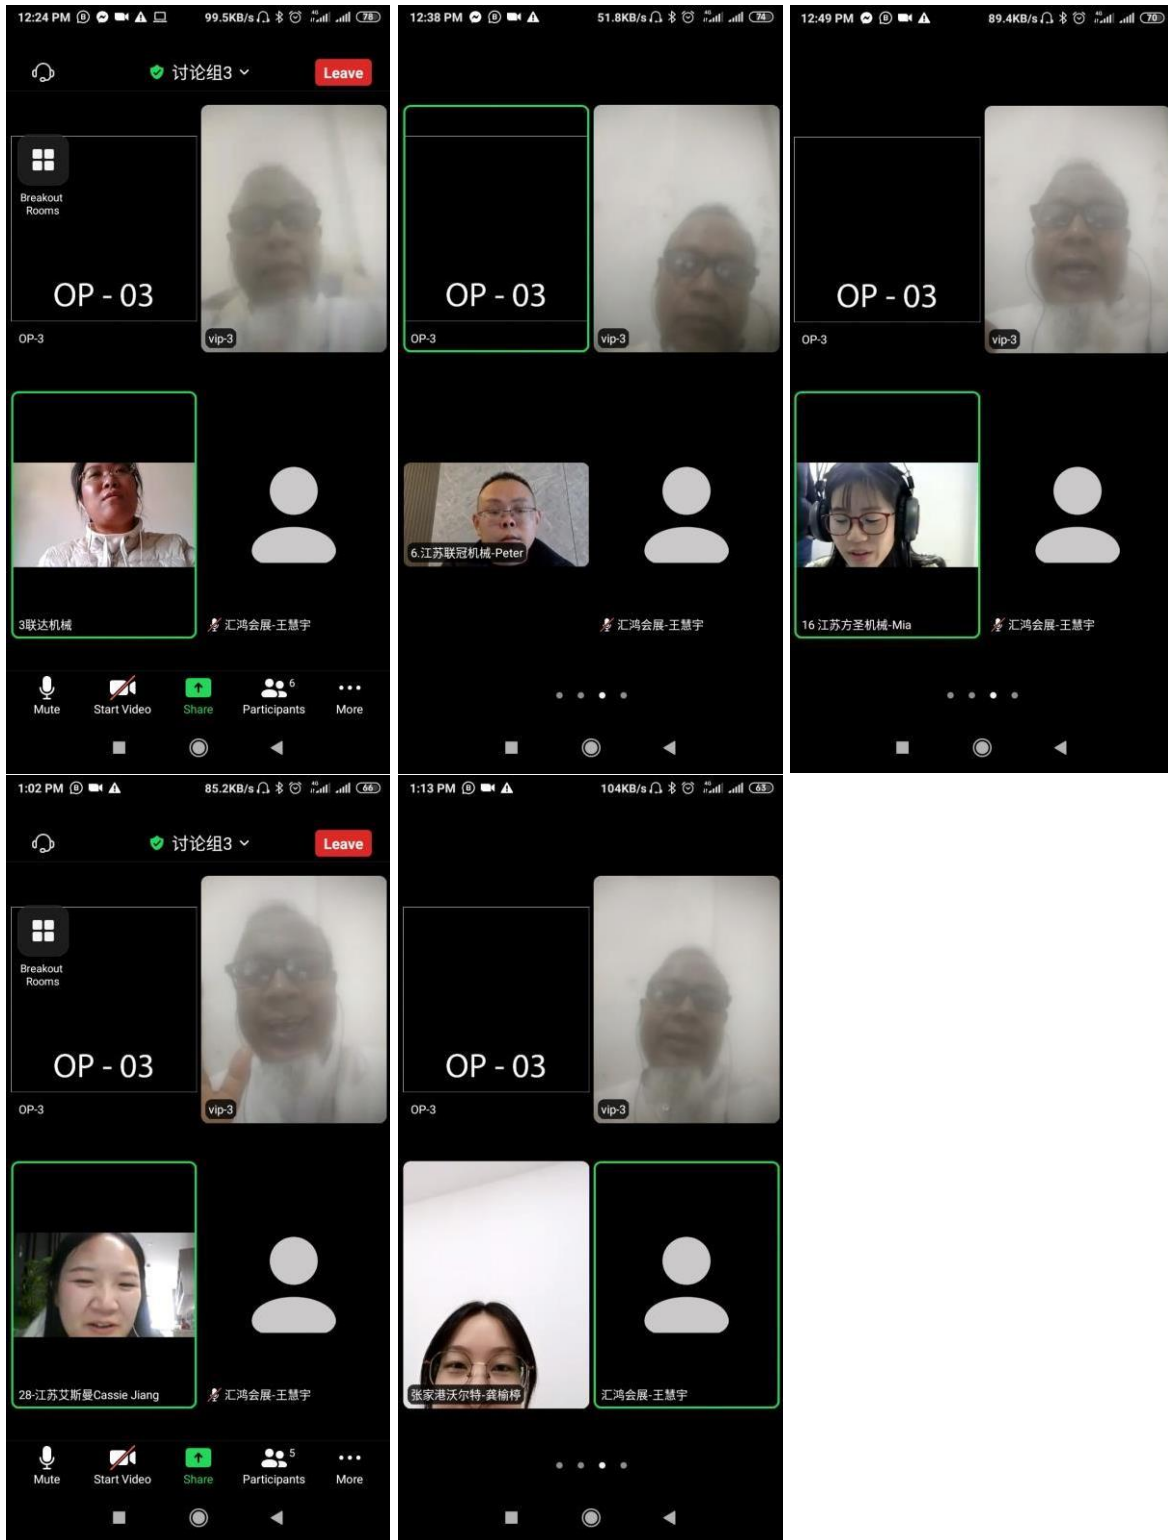 12:24 PM 99.5KB/s 4G 78
讨论组3 Leave
Breakout
Rooms
OP - 03
OP-3 vip-3
3联达机械 汇鸿会展-王慧宇
6
Mute Start Video Share Participants More
12:38 PM 51.8KB/s 4G 74
OP - 03
OP-3 vip-3
6.江苏联冠机械-Peter
汇鸿会展-王慧宇
12:49 PM 89.4KB/s 4G 70
OP - 03
OP-3 vip-3
16 江苏方圣机械-Mia 汇鸿会展-王慧宇
1:02 PM 85.2KB/s 4G 66
讨论组3 Leave
Breakout
Rooms
OP - 03
OP-3 vip-3
28-江苏艾斯曼Cassie Jiang 汇鸿会展-王慧宇
5
Mute Start Video Share Participants More
1:13 PM 104KB/s 4G 63
OP - 03
OP-3 vip-3
张家港沃尔特-龚榆婷 汇鸿会展-王慧宇